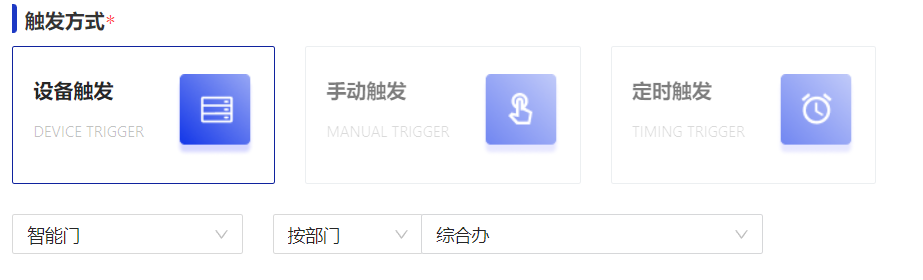 触发方式*
设备触发
DEVICE TRIGGER
手动触发
MANUAL TRIGGER
定时触发
TIMING TRIGGER
智能门 按部门 综合办